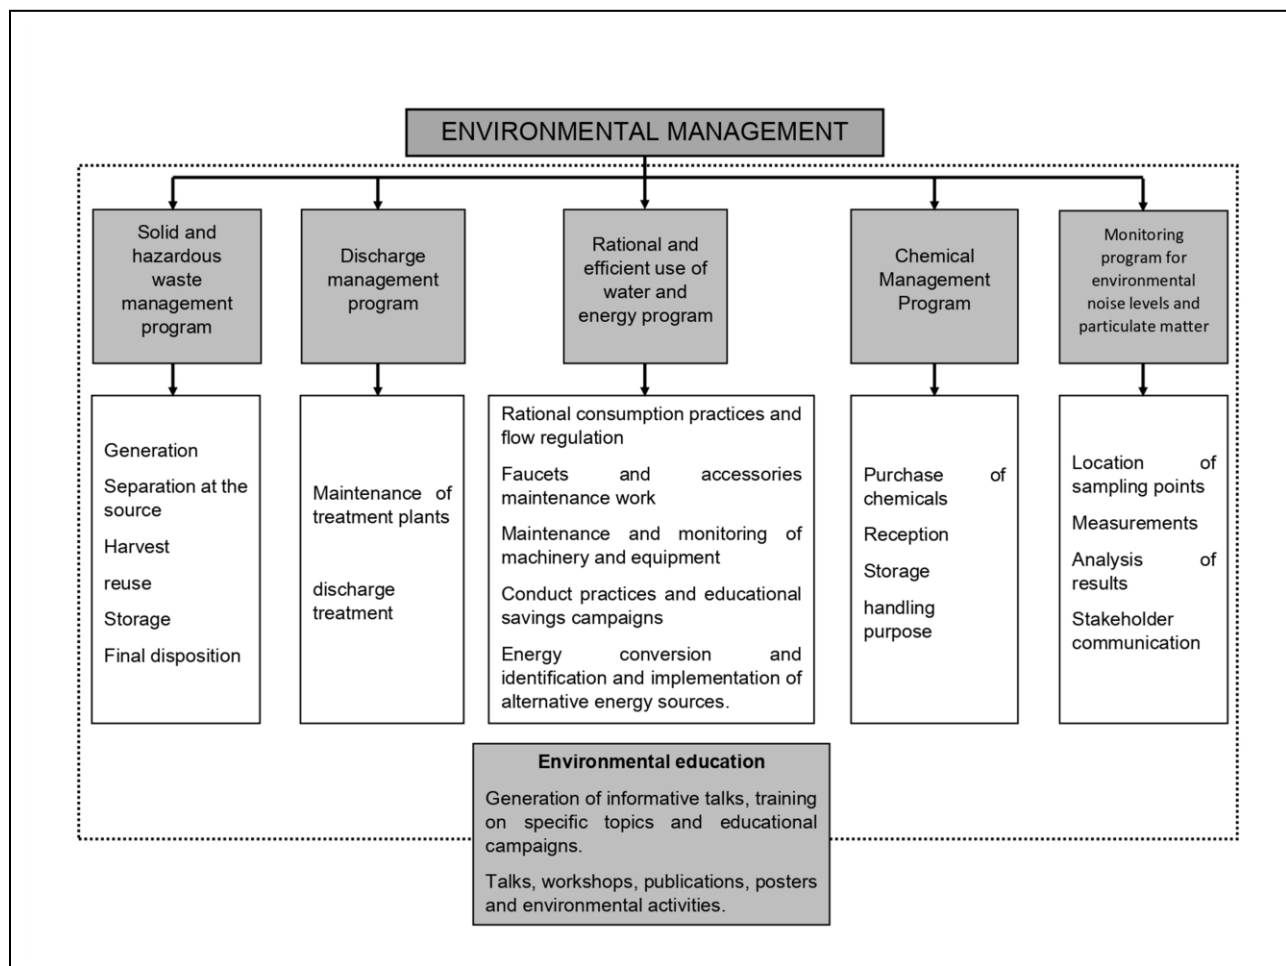 ENVIRONMENTAL MANAGEMENT
Solid and
hazardous
waste
management
program
Discharge
management
program
Rational and
efficient use of
water and
energy program
Chemical
Management
Program
Monitoring
program for
environmental
noise levels and
particulate matter
Generation
Separation at the
source
Harvest
reuse
Storage
Final disposition
Maintenance of
treatment plants
discharge
treatment
Rational consumption practices and
flow regulation
Faucets and accessories
maintenance work
Maintenance and monitoring of
machinery and equipment
Conduct practices and educational
savings campaigns
Energy conversion and
identification and implementation of
alternative energy sources.
Purchase of
chemicals
Reception
Storage
handling
purpose
Location of
sampling points
Measurements
Analysis of
results
Stakeholder
communication
Environmental education
Generation of informative talks, training
on specific topics and educational
campaigns.
Talks, workshops, publications, posters
and environmental activities.